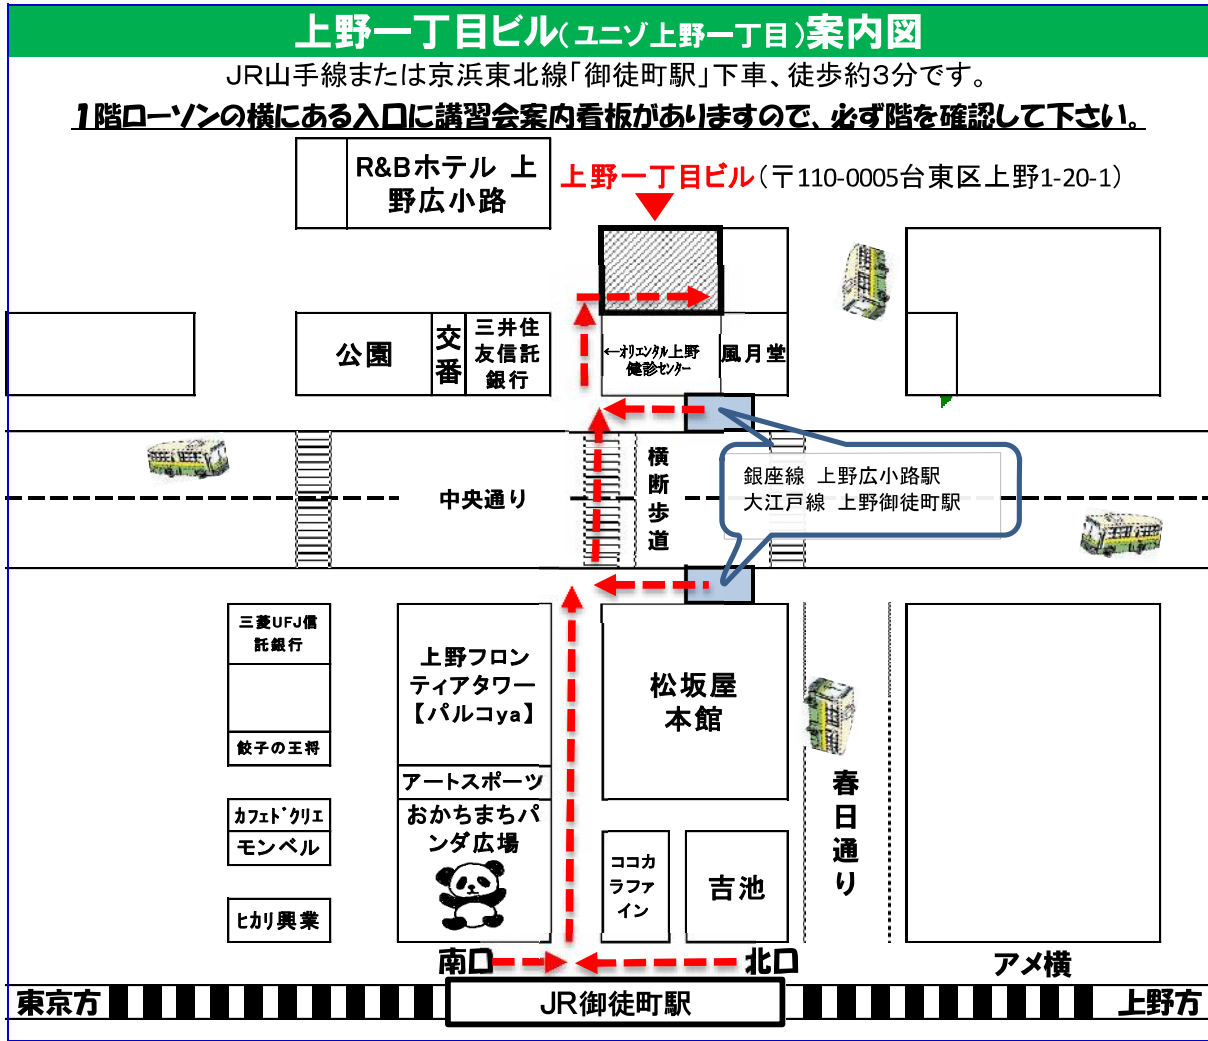 上野一丁目ビル（ユニゾ上野一丁目）案内図
JR山手線または京浜東北線「御徒町駅」下車、徒歩約3分です。
1階ローソンの横にある入口に講習会案内看板がありますので、必ず階を確認して下さい。
R&Bホテル 上
野広小路
上野一丁目ビル（〒110-0005台東区上野1-20-1）
公園
交
番
三井住
友信託
銀行
←オリエンタル上野
健診センター
風月堂
中央通り
横
断
歩
道
銀座線 上野広小路駅
大江戸線 上野御徒町駅
三菱UFJ信
託銀行
餃子の王将
カフェドクリエ
モンベル
ヒカリ興業
上野フロン
ティアタワー
【パルコya】
アートスポーツ
おかちまちパ
ンダ広場
松坂屋
本館
ココカ
ラファ
イン
吉池
春
日
通
り
南口
北口
アメ横
東京方
JR御徒町駅
上野方